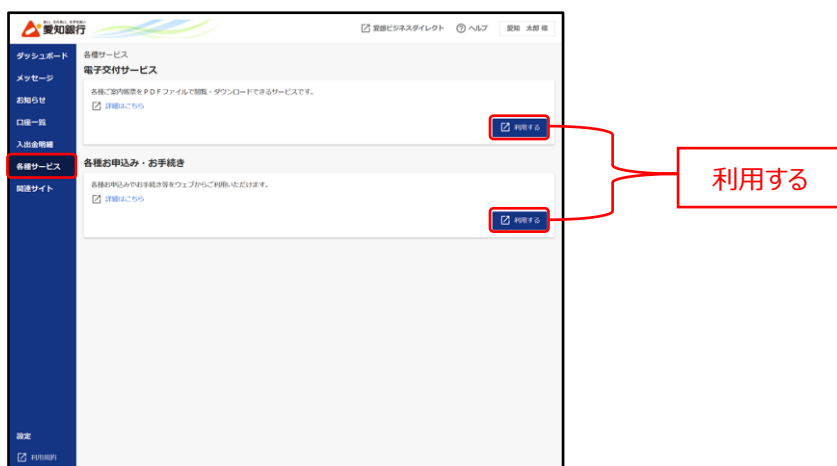 愛知銀行
愛銀ビジネスダイレクト ヘルプ 愛知 太郎 様
ダッシュボード
メッセージ
お知らせ
口座一覧
入出金明細
各種サービス
関連サイト
各種サービス
電子交付サービス
各種ご案内帳票をPDFファイルで閲覧・ダウンロードできるサービスです。
詳細はこちら
利用する
各種お申込み・お手続き
各種お申込みやお手続き等をウェブからご利用いただけます。
詳細はこちら
利用する
利用する
設定
利用規約